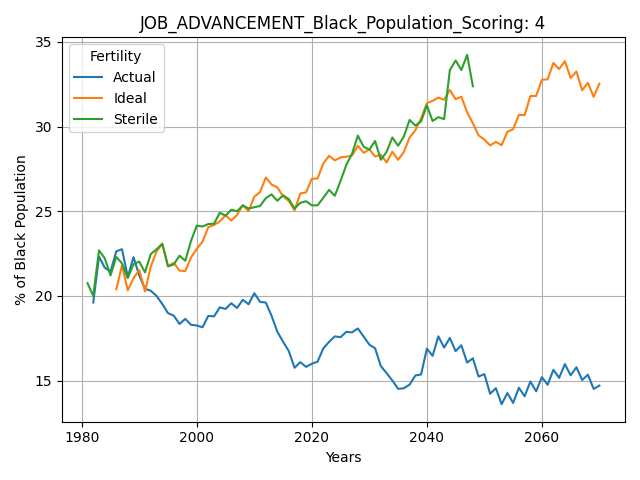 JOB_ADVANCEMENT_Black_Population_Scoring: 4
Fertility
Actual
Ideal
Sterile
% of Black Population
35
30
25
20
15
1980
2000
2020
2040
2060
Years